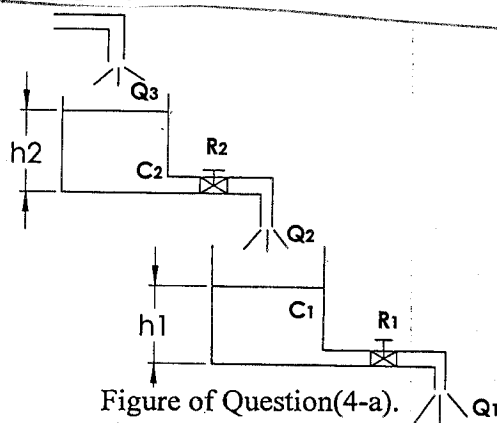 Q3
h2
C2
R2
Q2
h1
C1
R1
Figure of Question(4-a).
Q1